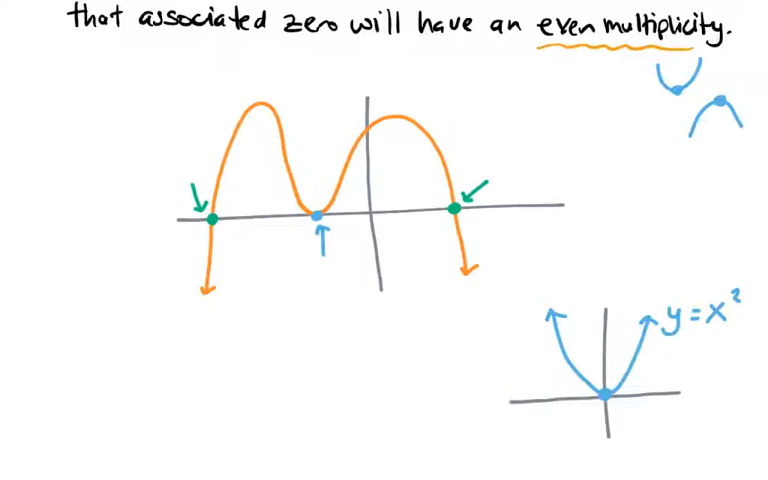 that associated zero will have an even multiplicity.
y = x²